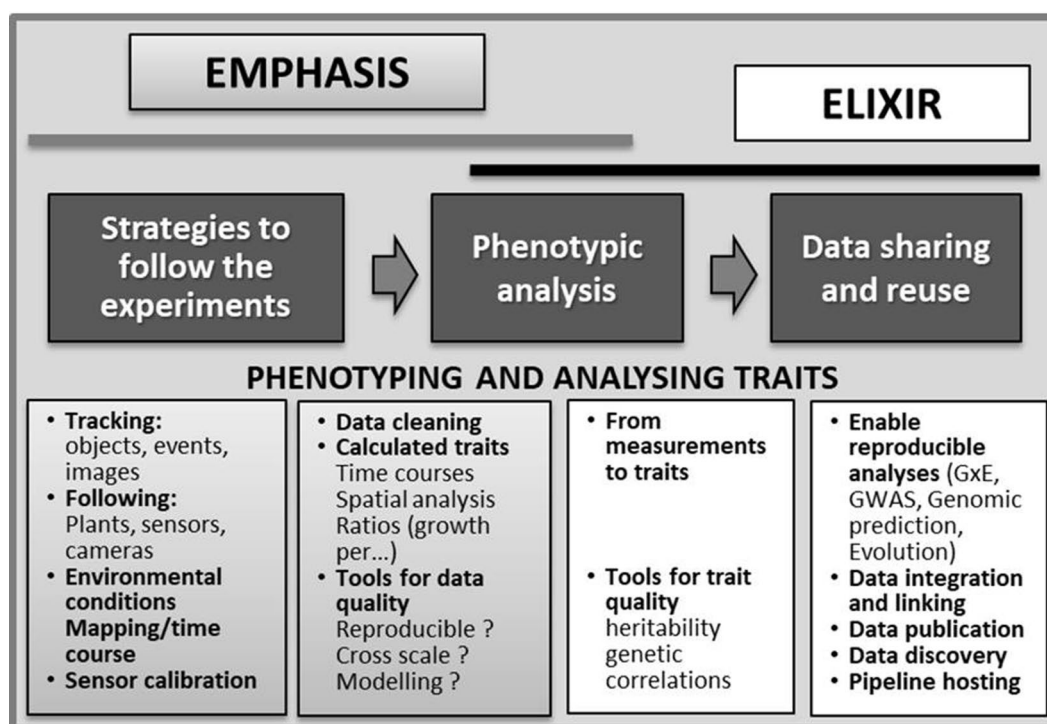 EMPHASIS
ELIXIR
Strategies to
follow the
experiments
Phenotypic
analysis
Data sharing
and reuse
PHENOTYPING AND ANALYSING TRAITS
• Tracking:
objects, events,
images
• Following:
Plants, sensors,
cameras
• Environmental
conditions
Mapping/time
course
• Sensor calibration
• Data cleaning
• Calculated traits
Time courses
Spatial analysis
Ratios (growth
per...)
• Tools for data
quality
Reproducible ?
Cross scale ?
Modelling ?
• From
measurements
to traits
• Tools for trait
quality
heritability
genetic
correlations
• Enable
reproducible
analyses (GxE,
GWAS, Genomic
prediction,
Evolution)
• Data integration
and linking
• Data publication
• Data discovery
• Pipeline hosting